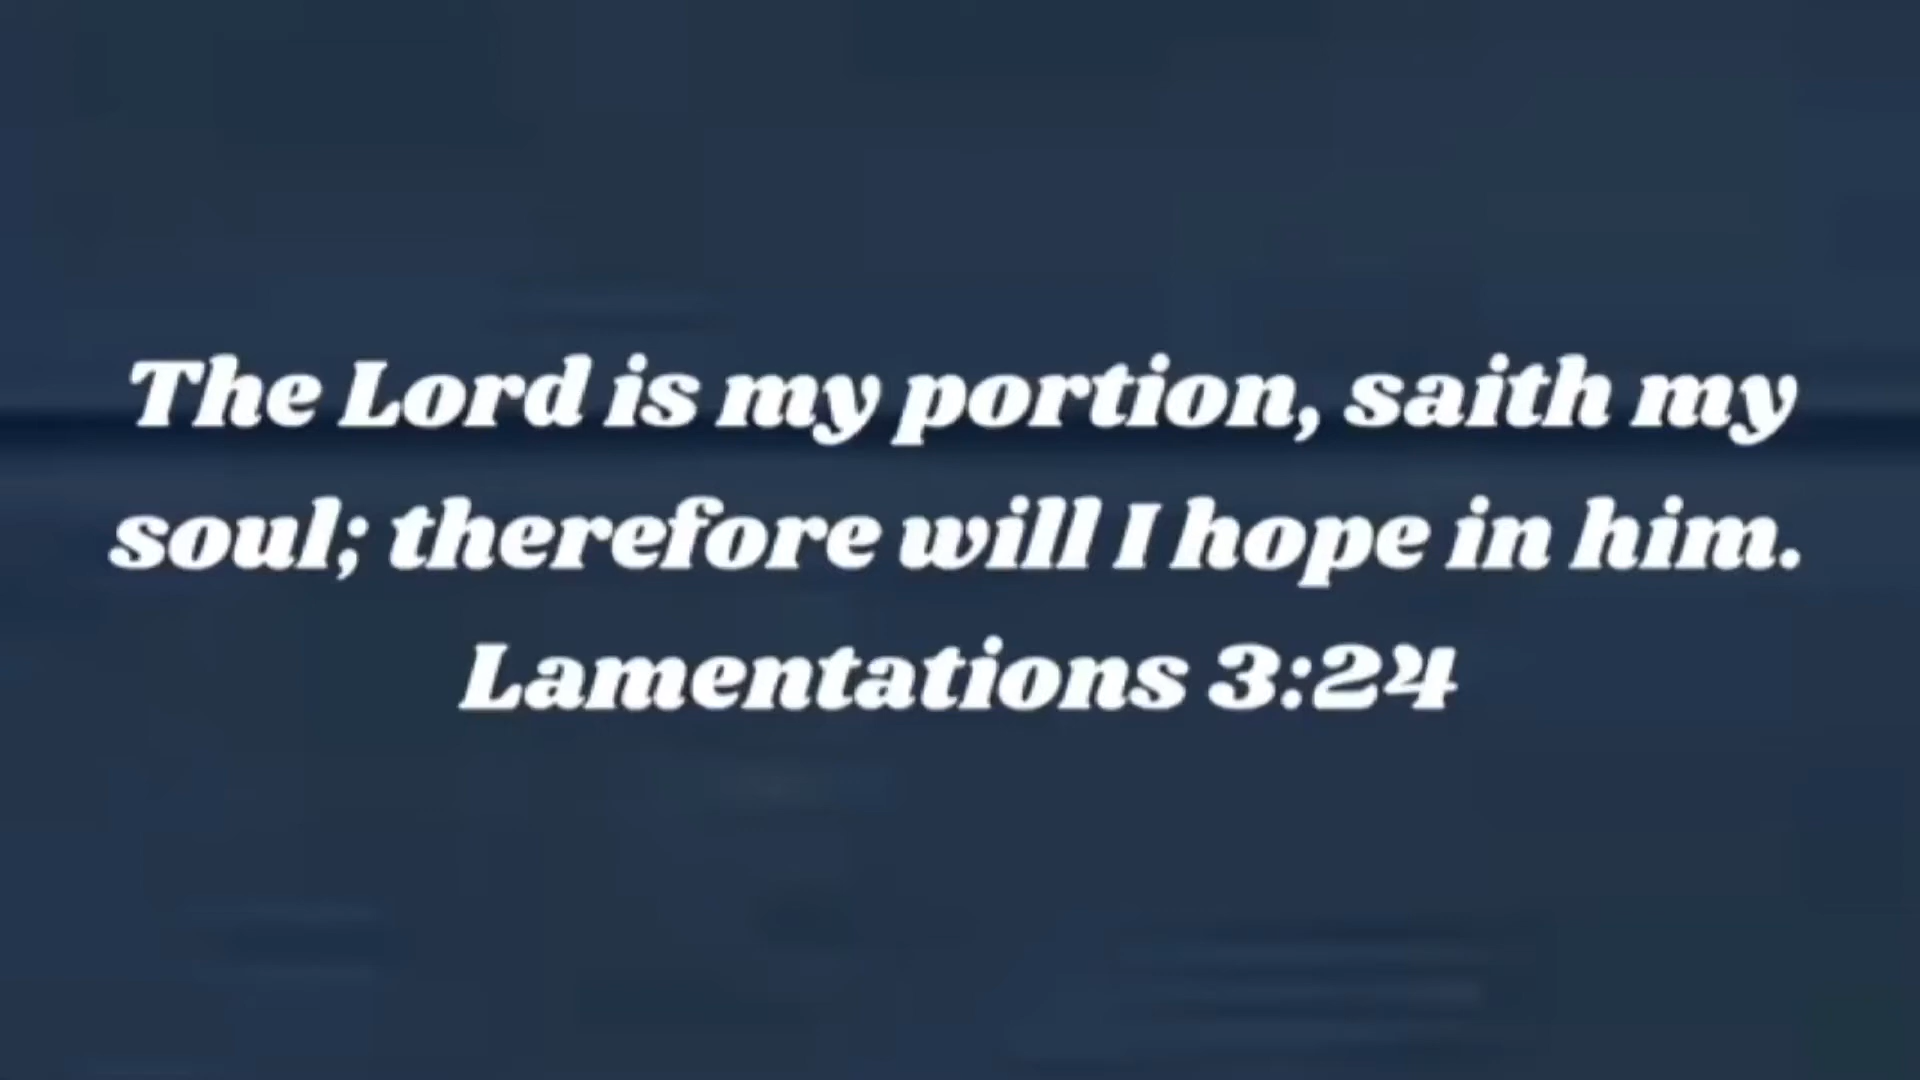 The Lord is my portion, saith my
soul; therefore will I hope in him.
Lamentations 3:24